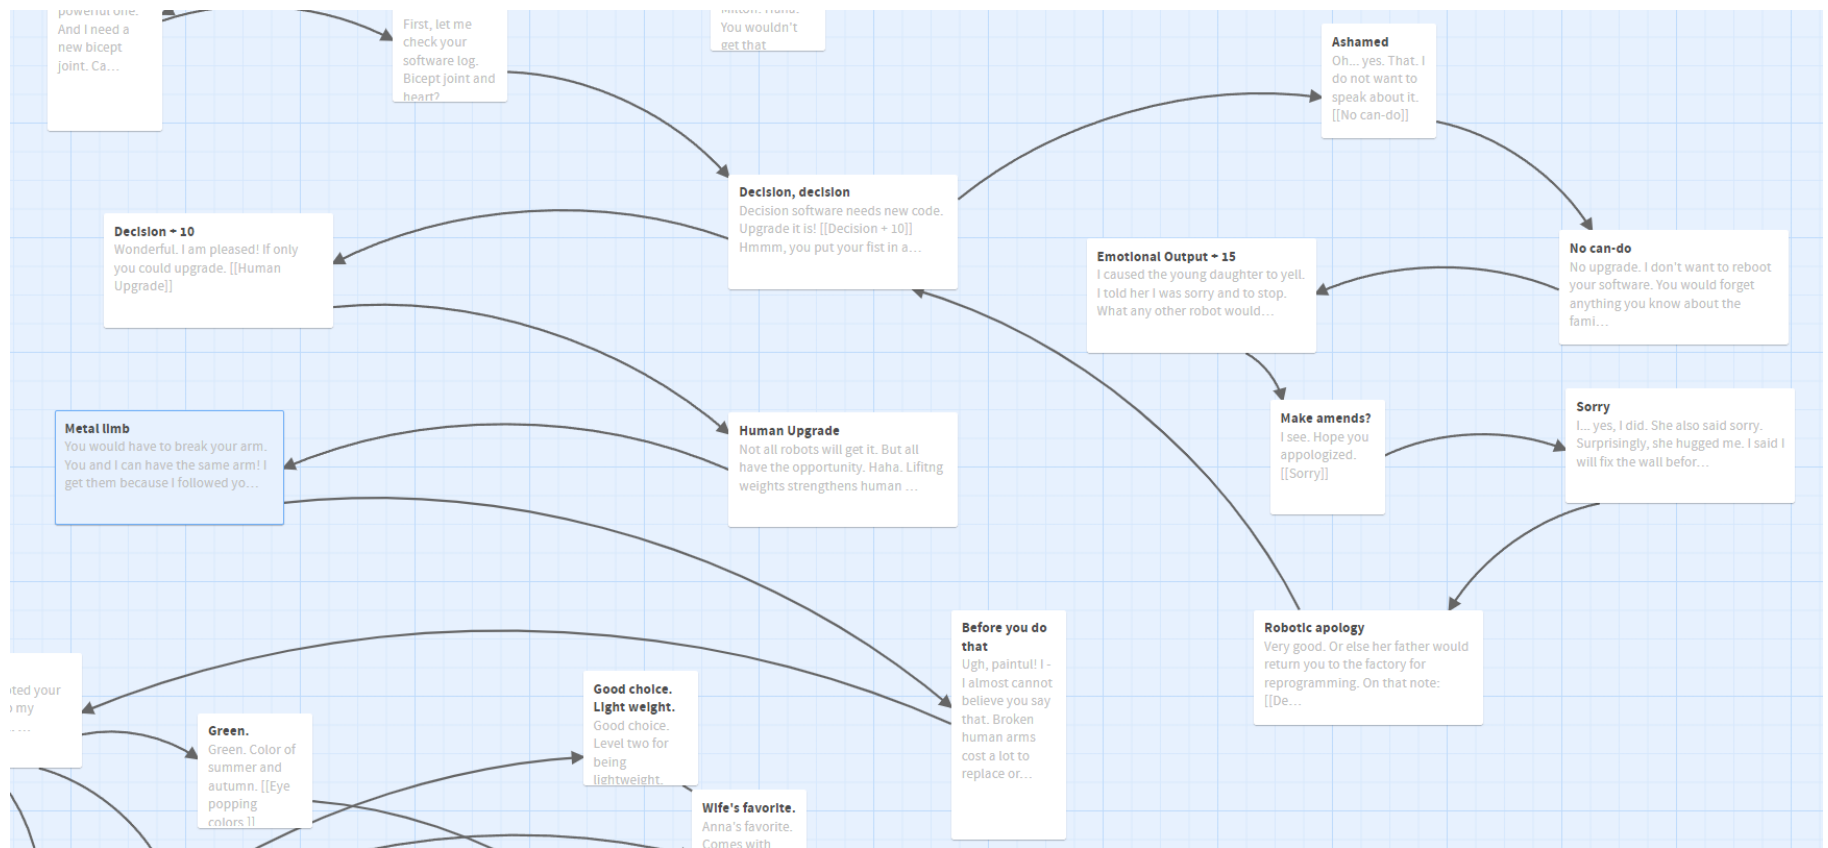 powerful one.
And I need a
new bicept
joint. Ca...
First, let me
check your
software log.
Bicept joint and
heart?
Milton. Haha.
You wouldn't
get that
Ashamed
Oh... yes. That. I
do not want to
speak about it.
[[No can-do]]
Decision, decision
Decision software needs new code.
Upgrade it is! [[Decision + 10]]
Hmmm, you put your fist in a...
Decision + 10
Wonderful. I am pleased! If only
you could upgrade. [[Human
Upgrade]]
Emotional Output + 15
I caused the young daughter to yell.
I told her I was sorry and to stop.
What any other robot would...
No can-do
No upgrade. I don't want to reboot
your software. You would forget
anything you know about the
fami...
Metal limb
You would have to break your arm.
You and I can have the same arm! I
get them because I followed yo...
Human Upgrade
Not all robots will get it. But all
have the opportunity. Haha. Lifitng
weights strengthens human ...
Make amends?
I see. Hope you
appologized.
[[Sorry]]
Sorry
I... yes, I did. She also said sorry.
Surprisingly, she hugged me. I said I
will fix the wall befor...
Before you do
that
Ugh, paintul! I -
I almost cannot
believe you say
that. Broken
human arms
cost a lot to
replace or...
Robotic apology
Very good. Or else her father would
return you to the factory for
reprogramming. On that note:
[[De...
oted your
my
. ...
Green.
Green. Color of
summer and
autumn. [[Eye
popping
colors.]]
Good choice.
Light weight.
Good choice.
Level two for
being
lightweight.
Wife's favorite.
Anna's favorite.
Comes with